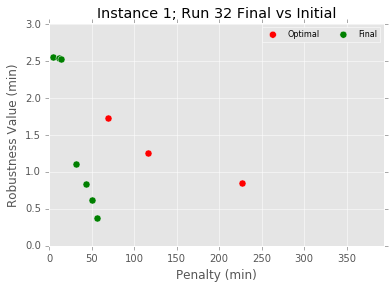 Instance 1; Run 32 Final vs Initial
Optimal Final
Robustness Value (min)
3.0
2.5
2.0
1.5
1.0
0.5
0.0
0 50 100 150 200 250 300 350
Penalty (min)